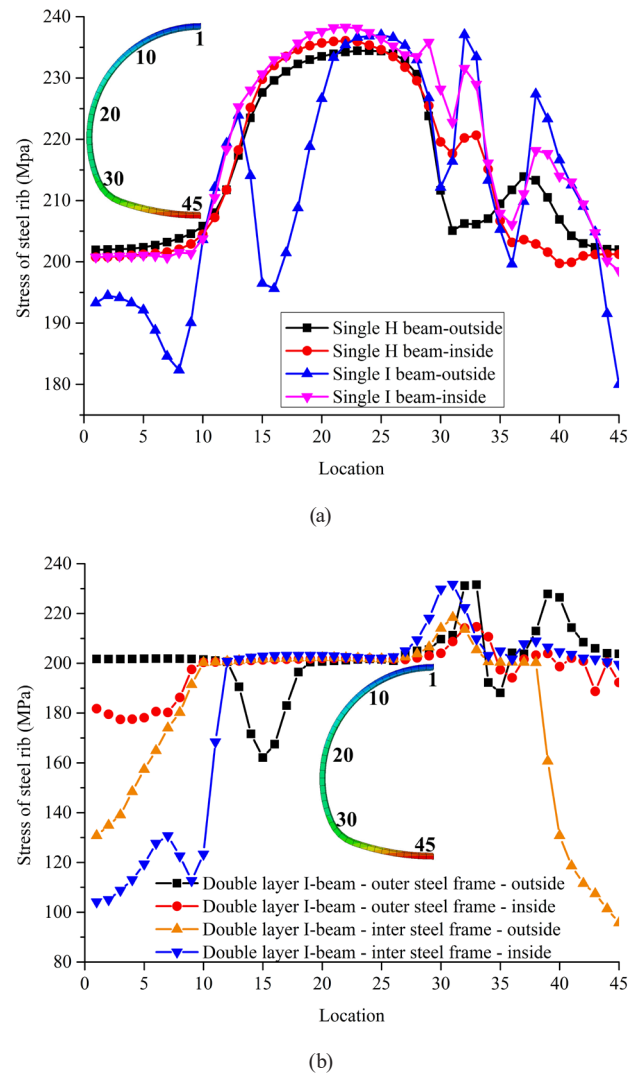 240
230
220
210
200
190
180
Stress of steel rib (Mpa)
1
10
20
30
45
Single H beam-outside
Single H beam-inside
Single I beam-outside
Single I beam-inside
0 5 10 15 20 25 30 35 40 45
Location
(a)
240
220
200
180
160
140
120
100
80
Stress of steel rib (MPa)
1
10
20
30
45
Double layer I-beam - outer steel frame - outside
Double layer I-beam - outer steel frame - inside
Double layer I-beam - inter steel frame - outside
Double layer I-beam - inter steel frame - inside
0 5 10 15 20 25 30 35 40 45
Location
(b)